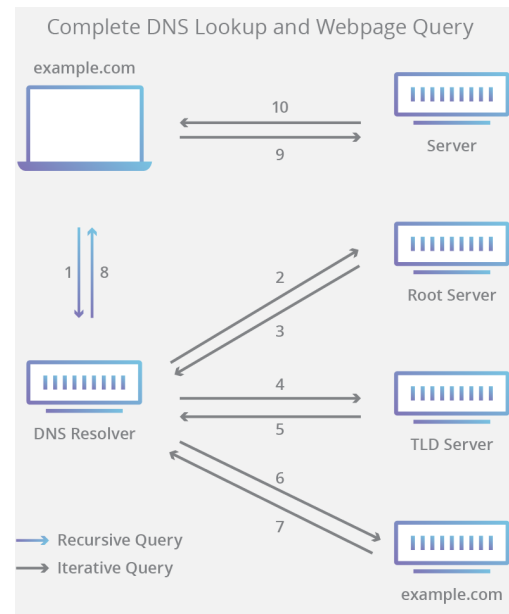 Complete DNS Lookup and Webpage Query
example.com
10
9
Server
1
8
2
3
Root Server
4
5
DNS Resolver
TLD Server
6
7
Recursive Query
Iterative Query
example.com